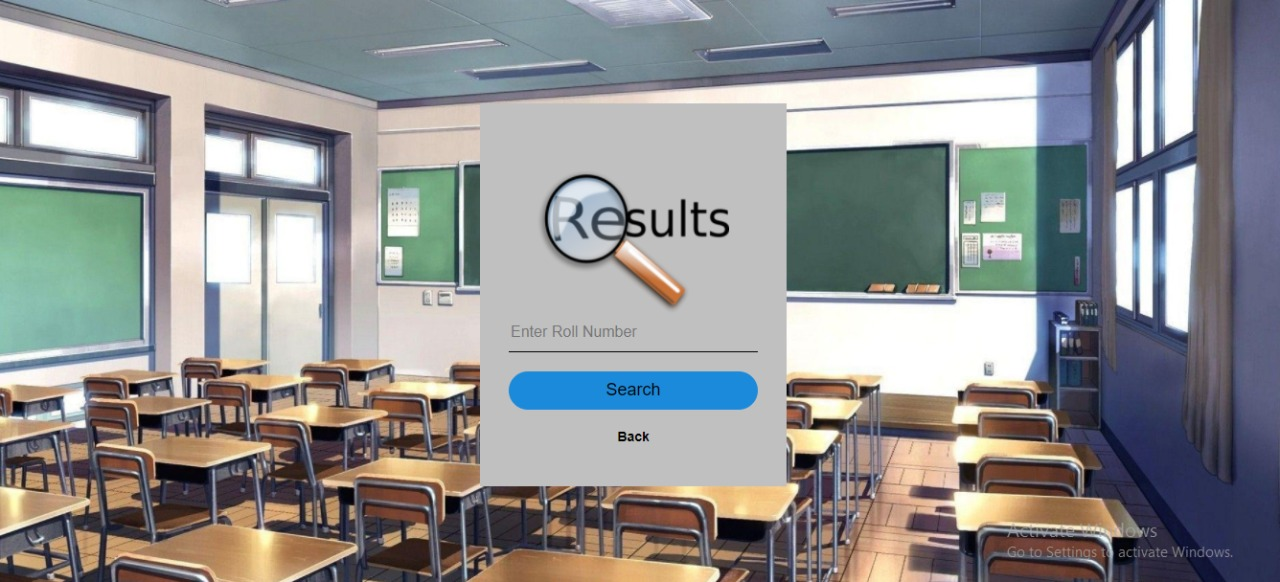 Results
Enter Roll Number
Search
Back
Activate Windows
Go to Settings to activate Windows.